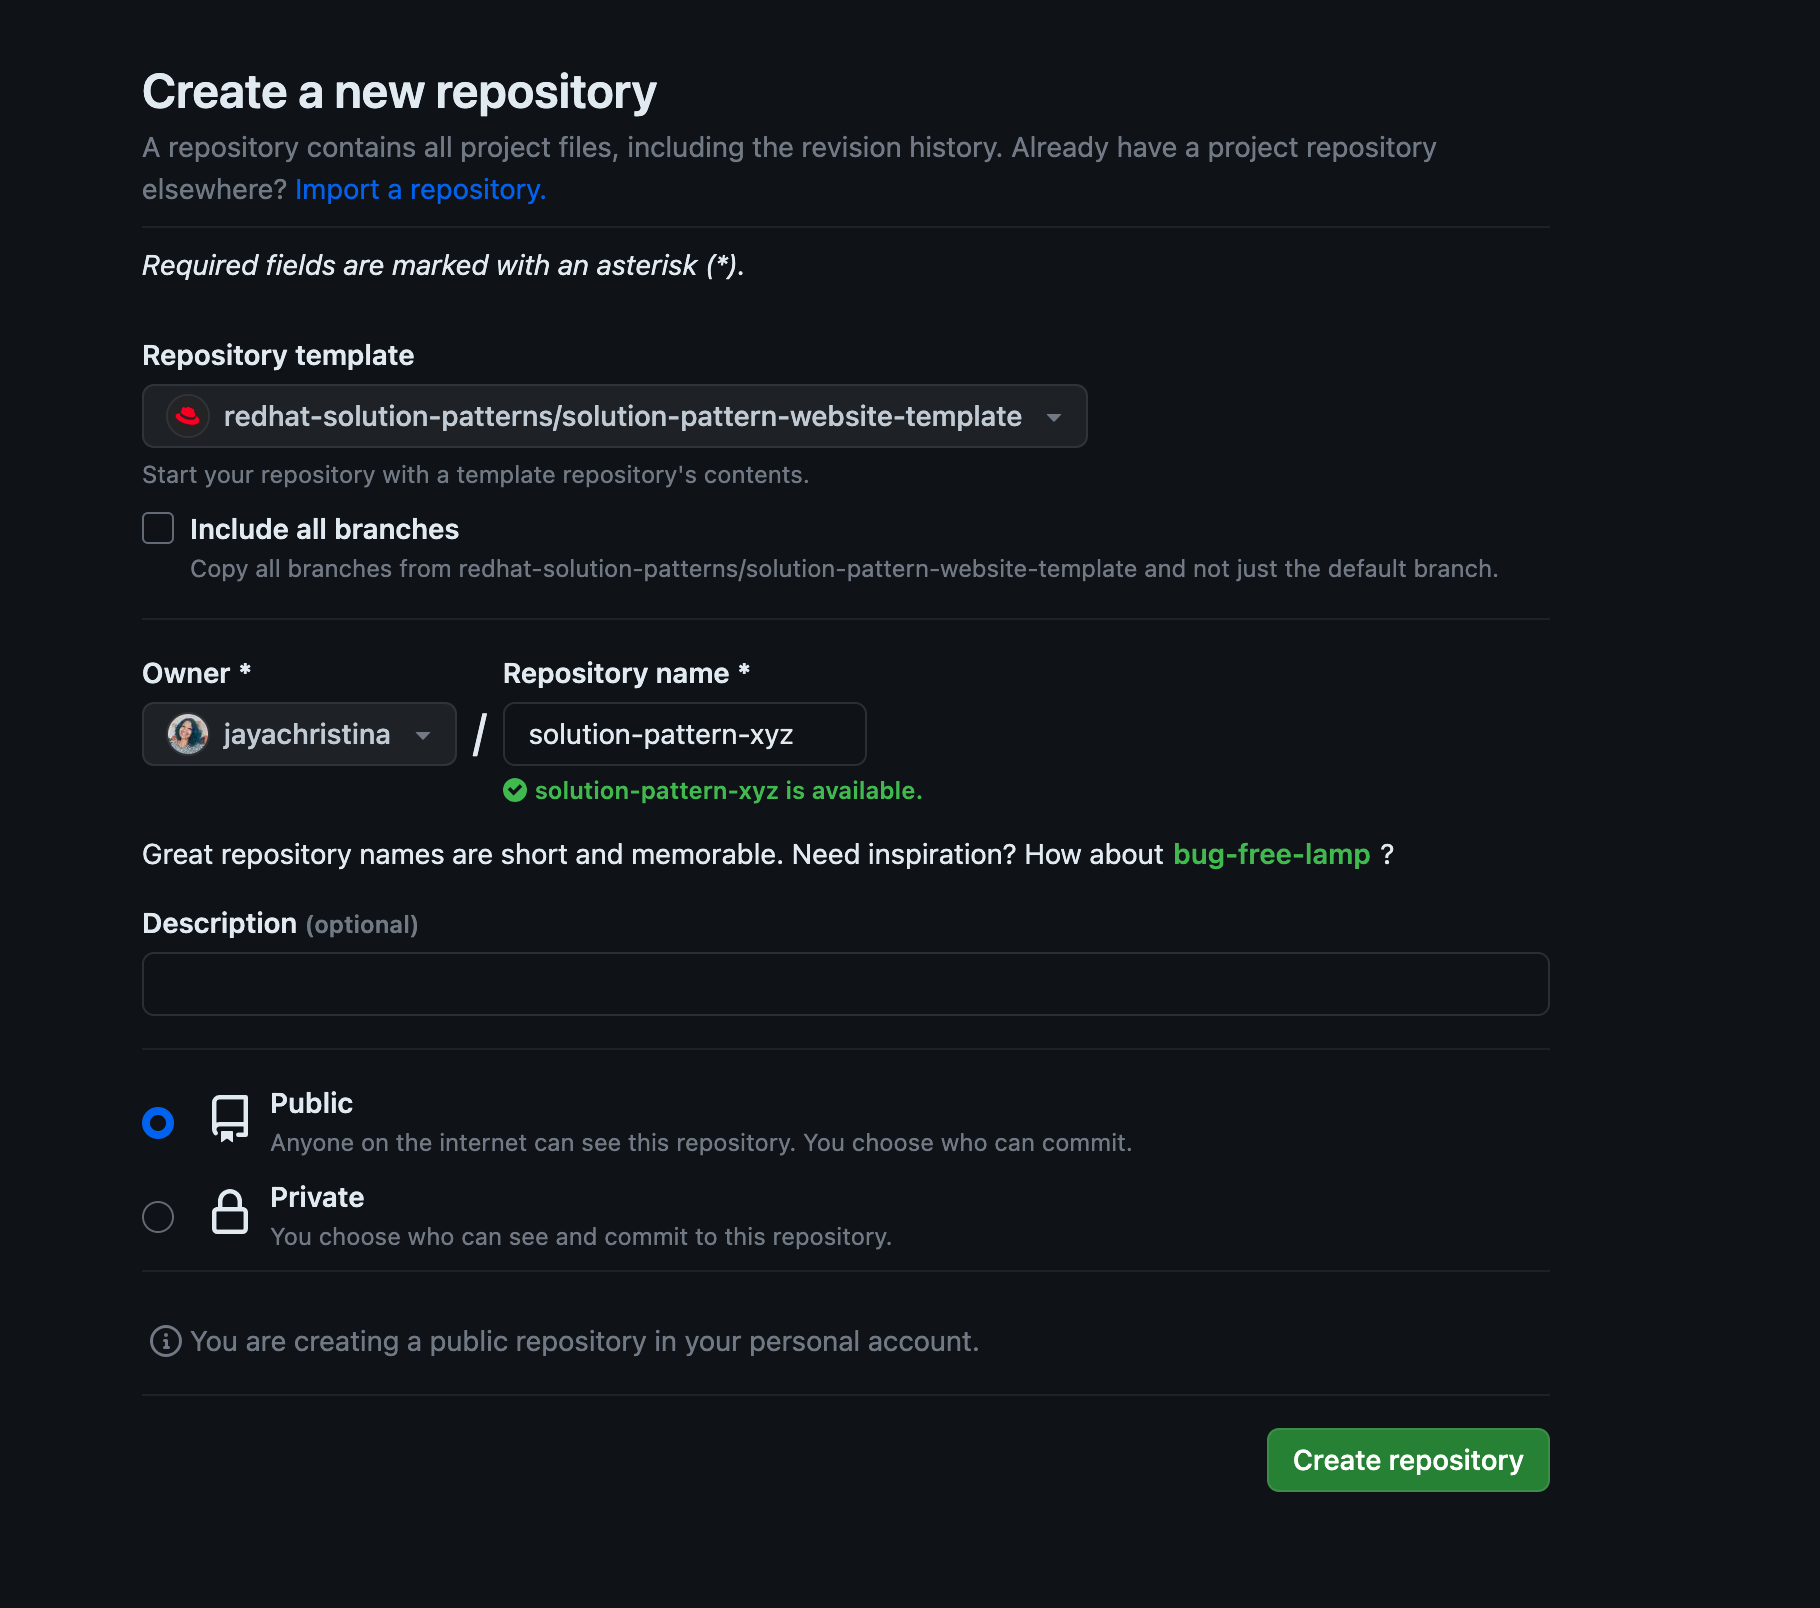 Create a new repository
A repository contains all project files, including the revision history. Already have a project repository
elsewhere? Import a repository.
Required fields are marked with an asterisk (*).
Repository template
redhat-solution-patterns/solution-pattern-website-template
Start your repository with a template repository's contents.
Include all branches
Copy all branches from redhat-solution-patterns/solution-pattern-website-template and not just the default branch.
Owner * Repository name *
jayachristina / solution-pattern-xyz
solution-pattern-xyz is available.
Great repository names are short and memorable. Need inspiration? How about bug-free-lamp ?
Description (optional)
Public
Anyone on the internet can see this repository. You choose who can commit.
Private
You choose who can see and commit to this repository.
You are creating a public repository in your personal account.
Create repository